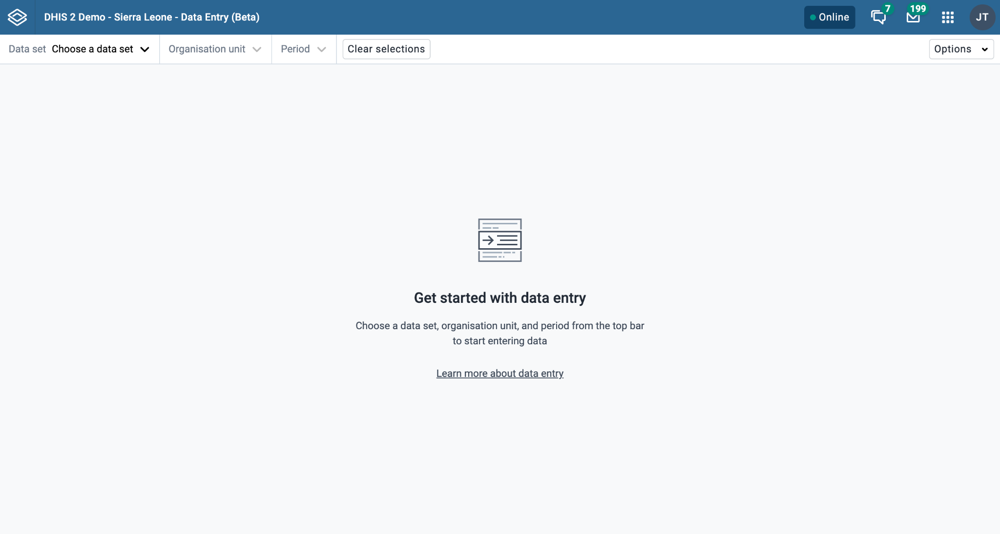 DHIS 2 Demo - Sierra Leone - Data Entry (Beta)
Online
7
199
JT
Data set Choose a data set
Organisation unit
Period
Clear selections
Options
Get started with data entry
Choose a data set, organisation unit, and period from the top bar
to start entering data
Learn more about data entry